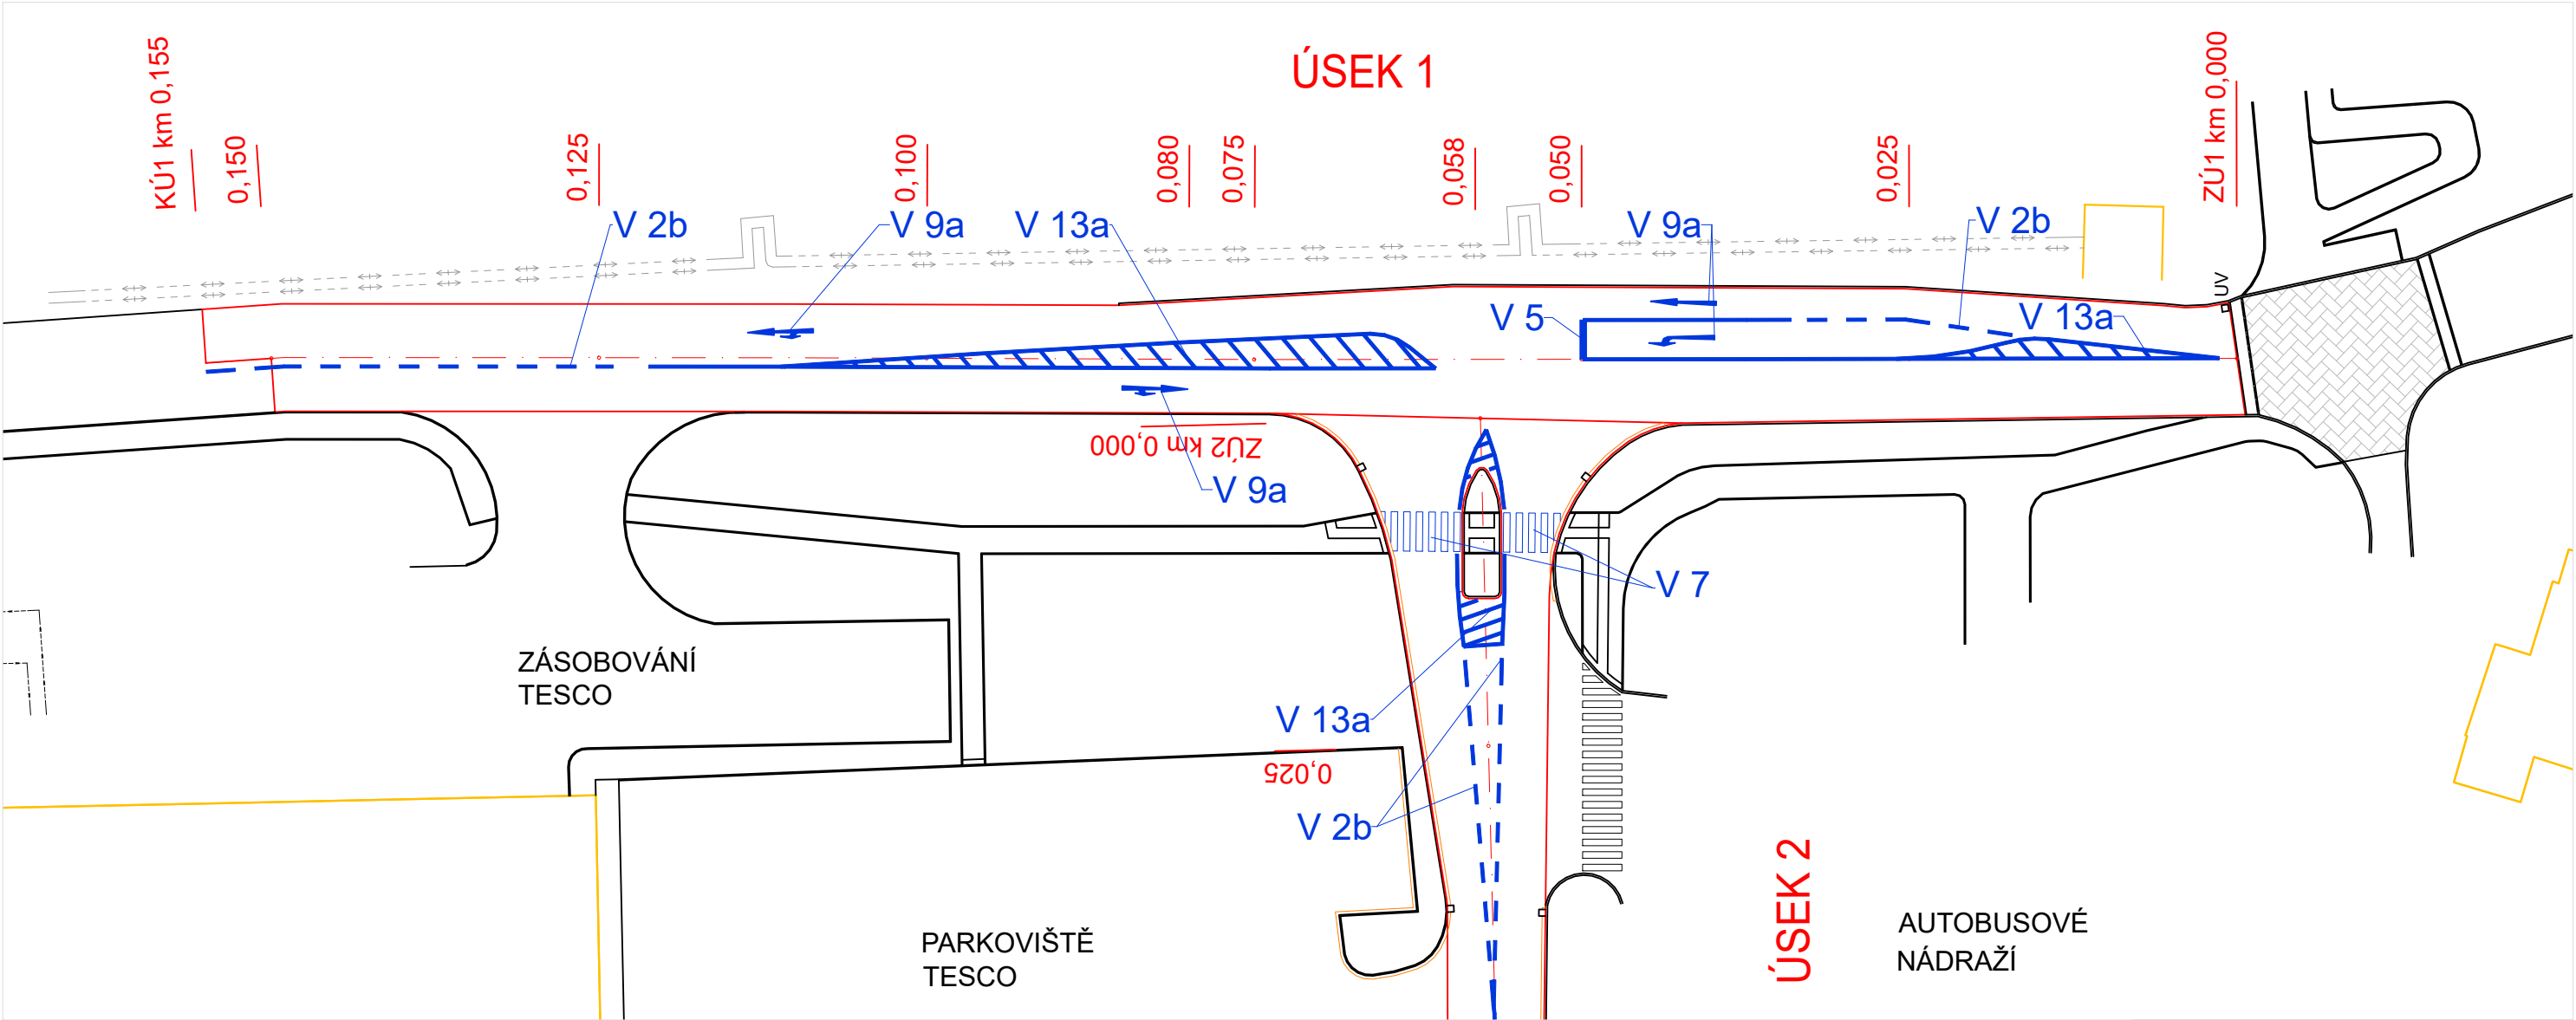 ÚSEK 1
KÚ1 km 0,155
0,150
0,125
0,100
0,080
0,075
0,058
0,050
0,025
ZÚ1 km 0,000
V 2b
V 9a
V 13a
V 9a
V 2b
V 5
V 13a
UV
ZÚ2 km 0,000
V 9a
V 7
ZÁSOBOVÁNÍ
TESCO
V 13a
0,025
V 2b
ÚSEK 2
PARKOVIŠTĚ
TESCO
AUTOBUSOVÉ
NÁDRAŽÍ